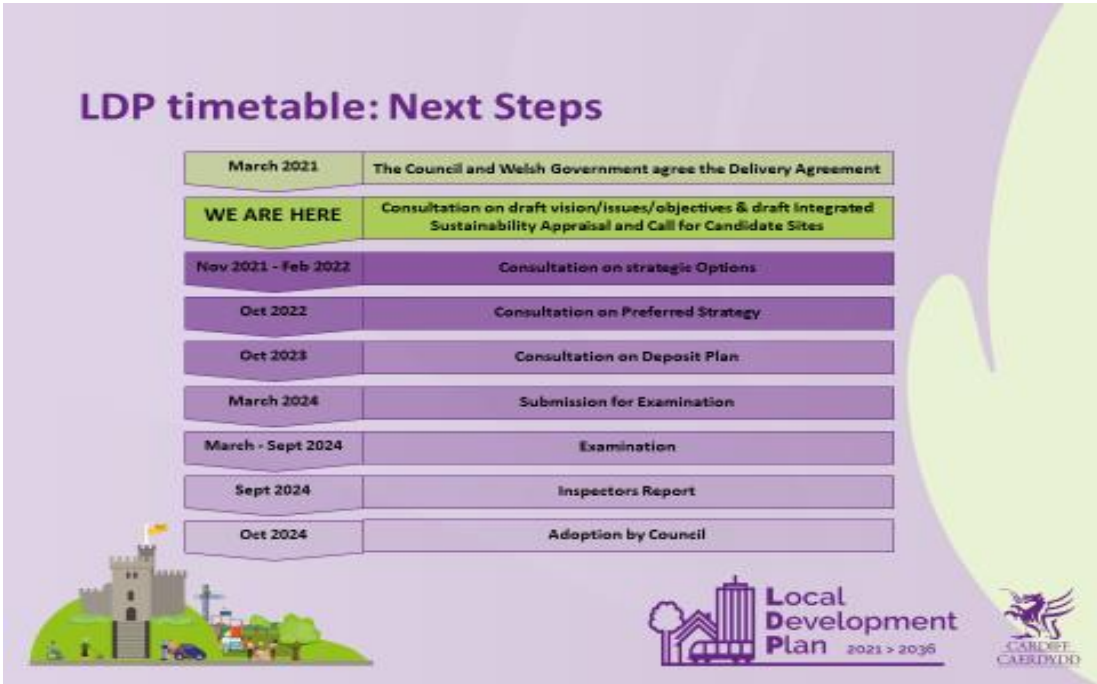 LDP timetable: Next Steps
March 2021
The Council and Welsh Government agree the Delivery Agreement
WE ARE HERE
Consultation on draft vision/issues/objectives & draft Integrated
Sustainability Appraisal and Call for Candidate Sites
Nov 2021 - Feb 2022
Consultation on strategic Options
Oct 2022
Consultation on Preferred Strategy
Oct 2023
Consultation on Deposit Plan
March 2024
Submission for Examination
March - Sept 2024
Examination
Sept 2024
Inspectors Report
Oct 2024
Adoption by Council
Local
Development
Plan 2021 > 2036
CARDIFF
CAERDYDD